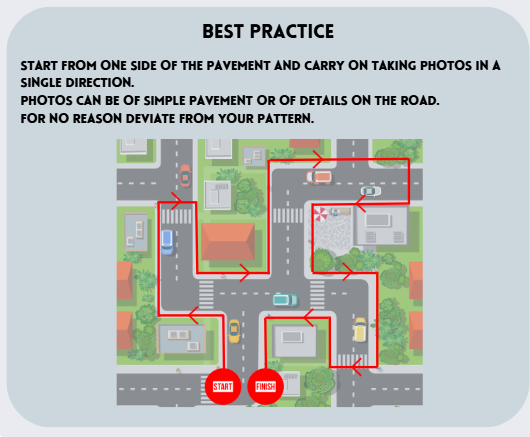 BEST PRACTICE
START FROM ONE SIDE OF THE PAVEMENT AND CARRY ON TAKING PHOTOS IN A
SINGLE DIRECTION.
PHOTOS CAN BE OF SIMPLE PAVEMENT OR OF DETAILS ON THE ROAD.
FOR NO REASON DEVIATE FROM YOUR PATTERN.
START
FINISH